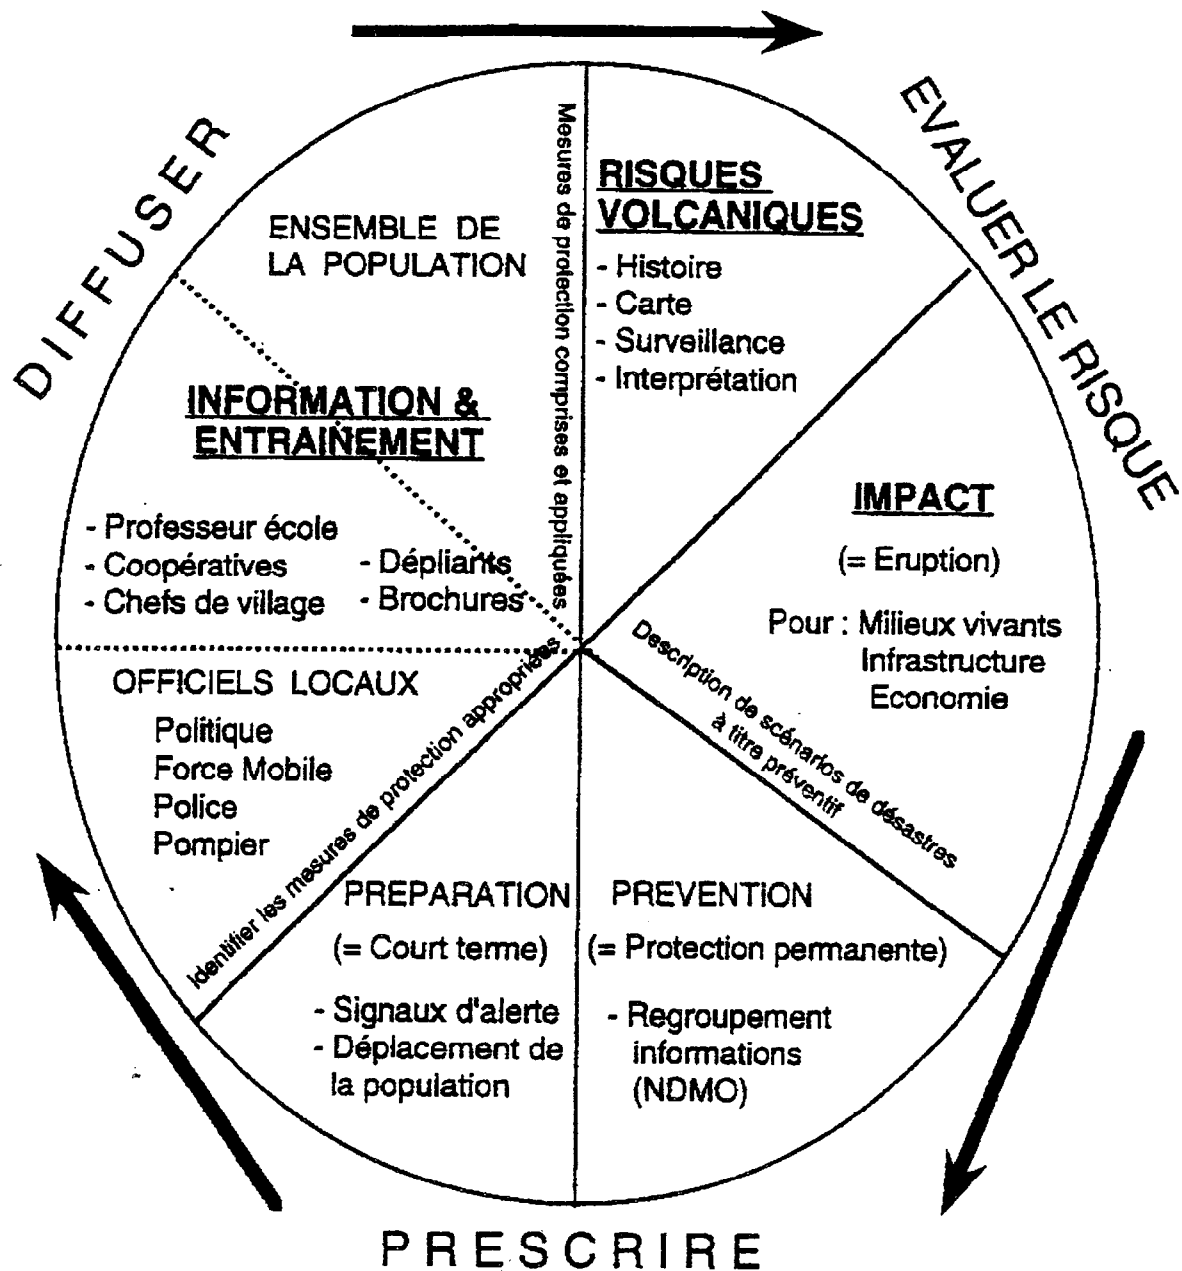 EVALUER LE RISQUE
RISQUES
VOLCANIQUES
- Histoire
- Carte
- Surveillance
- Interprétation
IMPACT
(= Eruption)
Pour : Milieux vivants
Infrastructure
Economie
Description de scénarios de désastres
à titre préventif
PRESCRIRE
PREVENTION
(= Protection permanente)
- Regroupement
informations
(NDMO)
PREPARATION
(= Court terme)
- Signaux d'alerte
- Déplacement de
la population
Identifier les mesures de protection appropriées
DIFFUSER
OFFICIELS LOCAUX
Politique
Force Mobile
Police
Pompier
INFORMATION &
ENTRAINEMENT
- Professeur école
- Coopératives
- Chefs de village
- Dépliants
- Brochures
ENSEMBLE DE
LA POPULATION
Mesures de protection comprises et appliquées